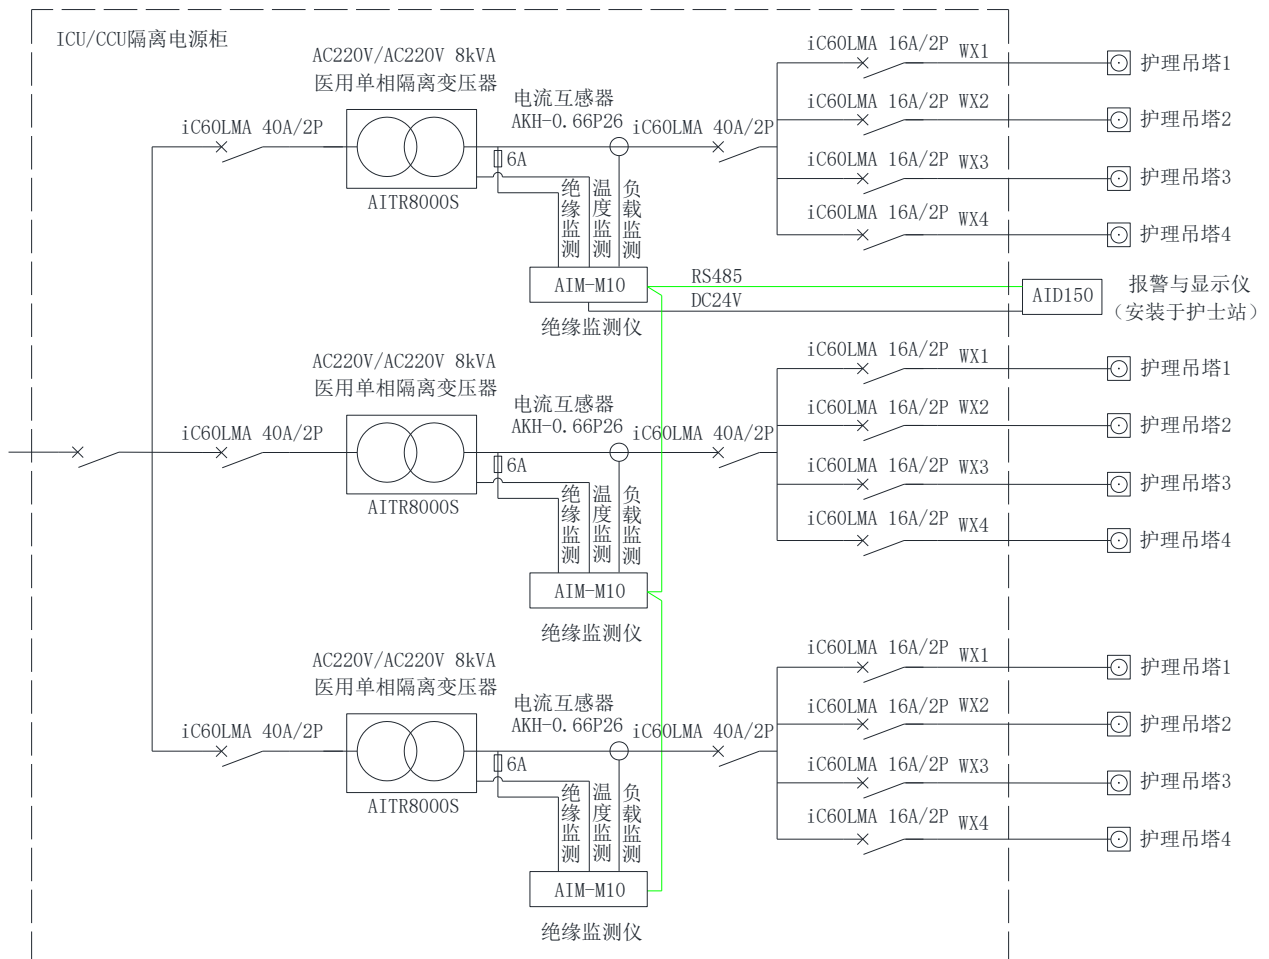 ICU/CCU隔离电源柜
AC220V/AC220V 8kVA
医用单相隔离变压器
iC60LMA 40A/2P
AITR8000S
电流互感器
AKH-0.66P26
6A
iC60LMA 40A/2P
绝缘监测
温度监测
负载监测
AIM-M10
绝缘监测仪
iC60LMA 16A/2P WX1
护理吊塔1
iC60LMA 16A/2P WX2
护理吊塔2
iC60LMA 16A/2P WX3
护理吊塔3
iC60LMA 16A/2P WX4
护理吊塔4
RS485
DC24V
AID150
报警与显示仪
（安装于护士站）
AC220V/AC220V 8kVA
医用单相隔离变压器
iC60LMA 40A/2P
AITR8000S
电流互感器
AKH-0.66P26
6A
iC60LMA 40A/2P
绝缘监测
温度监测
负载监测
AIM-M10
绝缘监测仪
iC60LMA 16A/2P WX1
护理吊塔1
iC60LMA 16A/2P WX2
护理吊塔2
iC60LMA 16A/2P WX3
护理吊塔3
iC60LMA 16A/2P WX4
护理吊塔4
AC220V/AC220V 8kVA
医用单相隔离变压器
iC60LMA 40A/2P
AITR8000S
电流互感器
AKH-0.66P26
6A
iC60LMA 40A/2P
绝缘监测
温度监测
负载监测
AIM-M10
绝缘监测仪
iC60LMA 16A/2P WX1
护理吊塔1
iC60LMA 16A/2P WX2
护理吊塔2
iC60LMA 16A/2P WX3
护理吊塔3
iC60LMA 16A/2P WX4
护理吊塔4